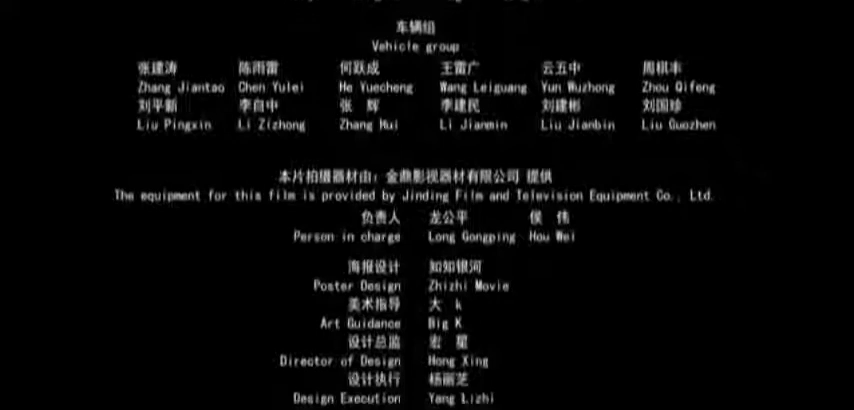 车辆组
Vehicle group
张建涛 陈雨雷 何跃成 王雷广 云五中 周棋丰
Zhang Jiantao Chen Yulei He Yuecheng Wang Leiguang Yun Wuzhong Zhou Qifeng
刘平新 李自中 张 辉 李建民 刘建彬 刘国珍
Liu Pingxin Li Zizhong Zhang Hui Li Jianmin Liu Jianbin Liu Guozhen
本片拍摄器材由：金鼎影视器材有限公司 提供
The equipment for this film is provided by Jinding Film and Television Equipment Co., Ltd.
负责人 龙公平 侯 伟
Person in charge Long Gongping Hou Wei
海报设计 知知银河
Poster Design Zhizhi Movie
美术指导 大 k
Art Guidance Big K
设计总监 宏 星
Director of Design Hong Xing
设计执行 杨丽芝
Design Execution Yang Lizhi